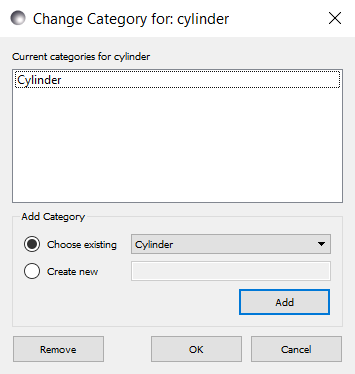 Change Category for: cylinder
Current categories for cylinder
Cylinder
Add Category
Choose existing Cylinder
Create new
Add
Remove OK Cancel